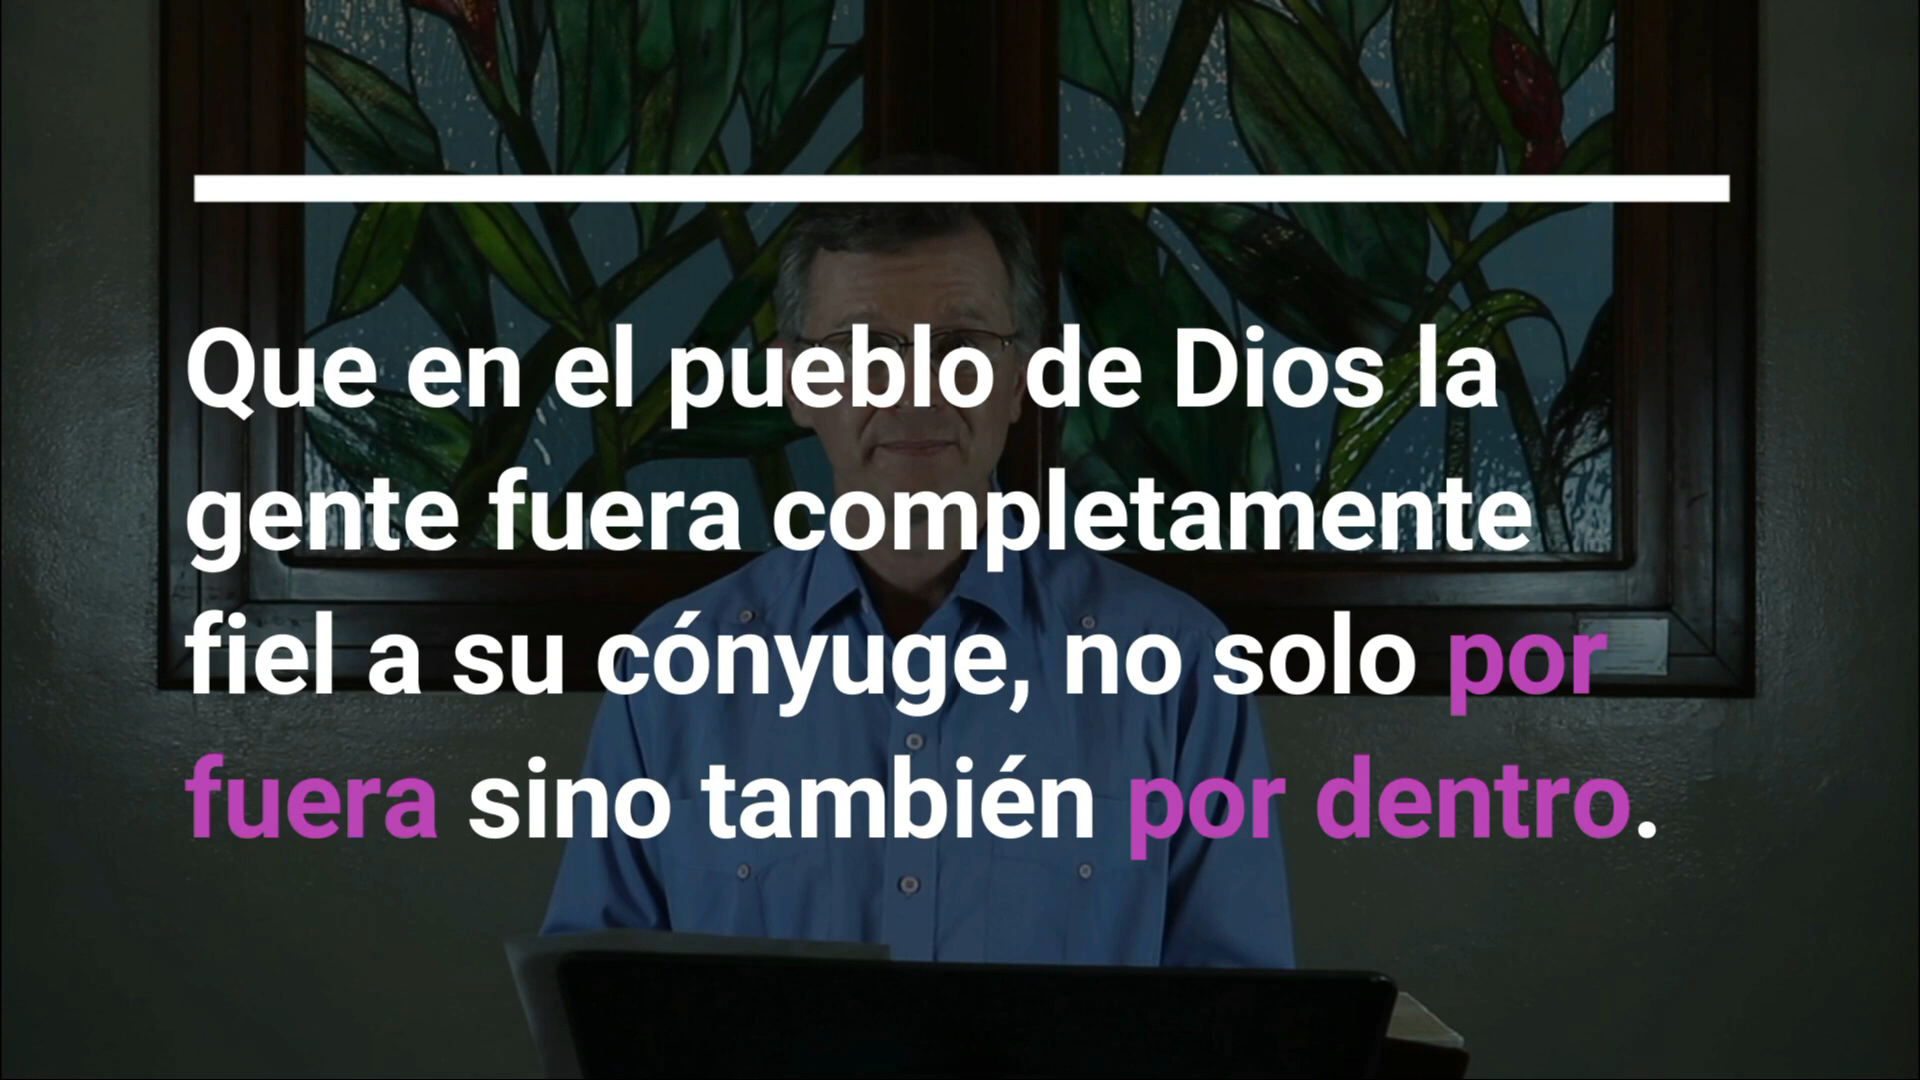 Que en el pueblo de Dios la
gente fuera completamente
fiel a su cónyuge, no solo por
fuera sino también por dentro.